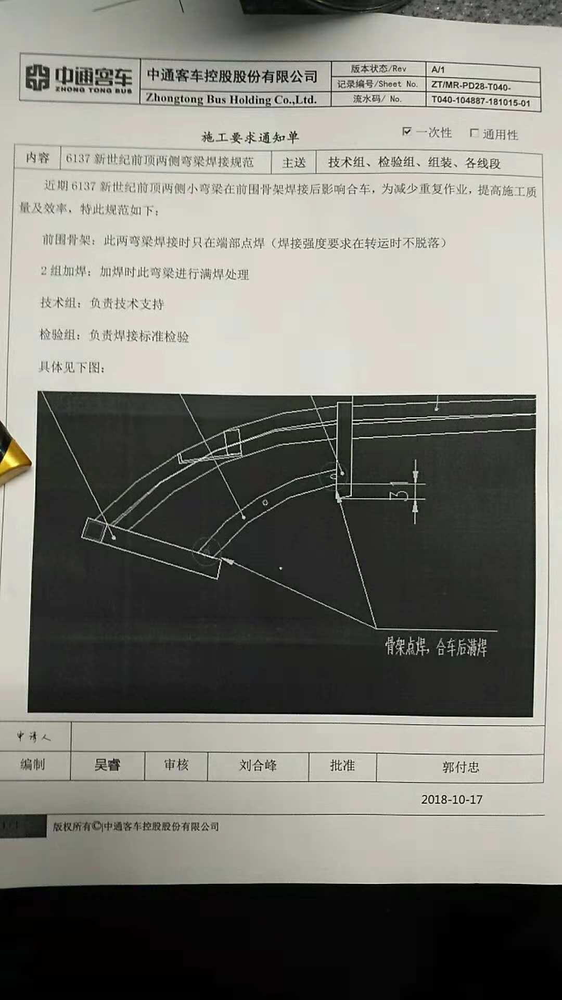 中通客车
ZHONG TONG BUS
中通客车控股股份有限公司
Zhongtong Bus Holding Co.,Ltd.
版本状态/Rev
A/1
记录编号/Sheet No.
ZT/MR-PD28-T040-
流水码/ No.
T040-104887-181015-01
施工要求通知单
☑ 一次性 ☐ 通用性
内容
6137 新世纪前顶两侧弯梁焊接规范
主送
技术组、检验组、组装、各线段
近期 6137 新世纪前顶两侧小弯梁在前围骨架焊接后影响合车，为减少重复作业，提高施工质
量及效率，特此规范如下：
前围骨架：此两弯梁焊接时只在端部点焊（焊接强度要求在转运时不脱落）
2 组加焊：加焊时此弯梁进行满焊处理
技术组：负责技术支持
检验组：负责焊接标准检验
具体见下图：
31
骨架点焊，合车后满焊
申请人
编制
吴睿
审核
刘合峰
批准
郭付忠
2018-10-17
版权所有©|中通客车控股股份有限公司